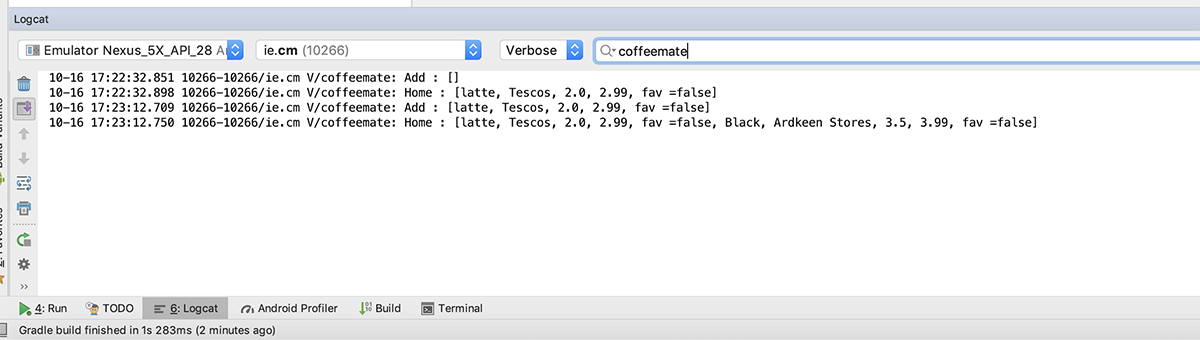 Logcat
Emulator Nexus_5X_API_28 ie.cm (10266) Verbose coffeemate
10-16 17:22:32.851 10266-10266/ie.cm V/coffeemate: Add : []
10-16 17:22:32.898 10266-10266/ie.cm V/coffeemate: Home : [latte, Tescos, 2.0, 2.99, fav =false]
10-16 17:23:12.709 10266-10266/ie.cm V/coffeemate: Add : [latte, Tescos, 2.0, 2.99, fav =false]
10-16 17:23:12.750 10266-10266/ie.cm V/coffeemate: Home : [latte, Tescos, 2.0, 2.99, fav =false, Black, Ardkeen Stores, 3.5, 3.99, fav =false]
4: Run TODO 6: Logcat Android Profiler Build Terminal
Gradle build finished in 1s 283ms (2 minutes ago)